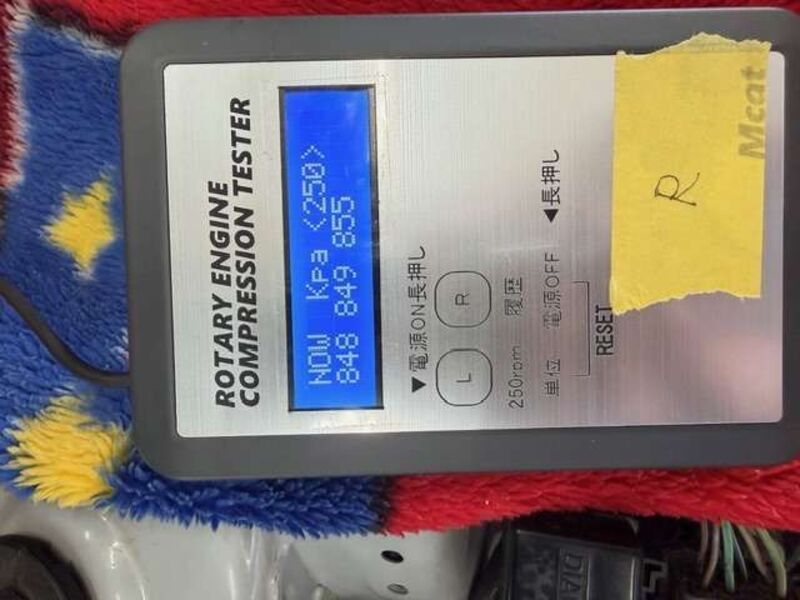 ROTARY ENGINE
COMPRESSION TESTER
NOW Kpa <250>
848 849 855
▼電源ON長押し
L R
250rpm 履歴
単位 電源OFF ◀長押し
RESET
R
Mcat
DIA